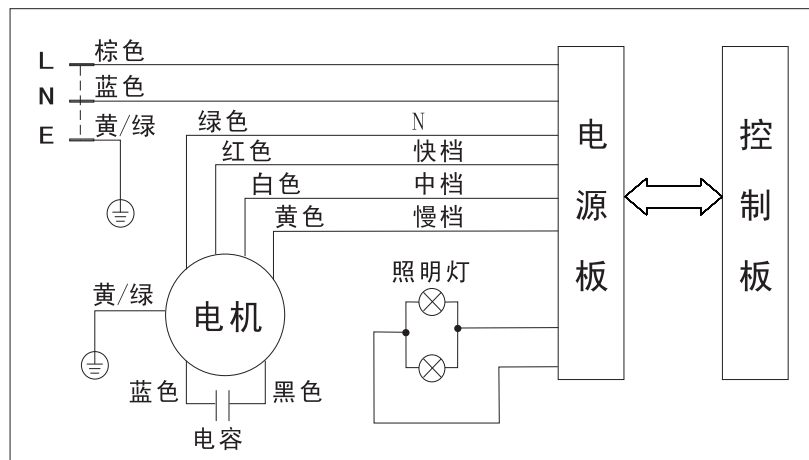 L 棕色
N 蓝色
E 黄/绿
绿色 N
红色 快档
白色 中档
黄色 慢档
电源板
控制板
照明灯
黄/绿
电机
蓝色
黑色
电容